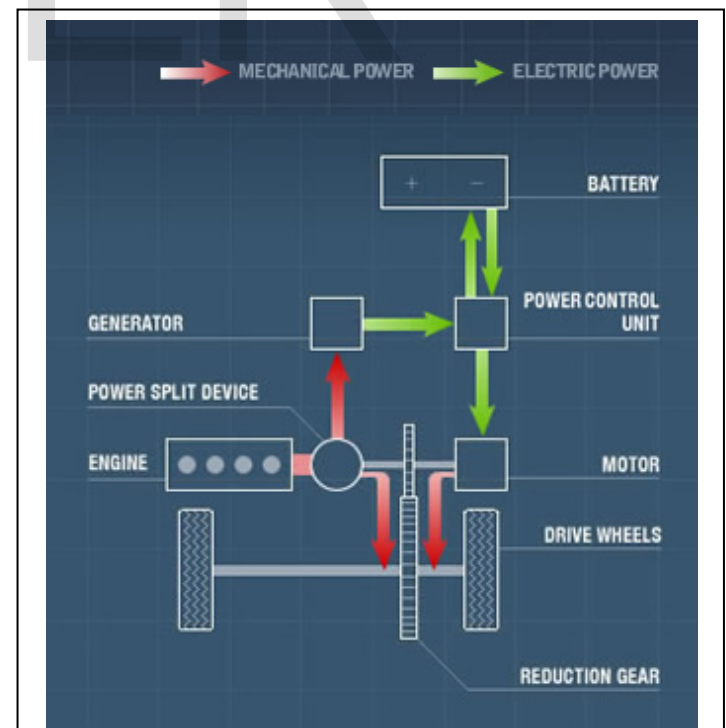 MECHANICAL POWER ELECTRIC POWER
+ −
BATTERY
POWER CONTROL
UNIT
GENERATOR
POWER SPLIT DEVICE
ENGINE
MOTOR
DRIVE WHEELS
REDUCTION GEAR